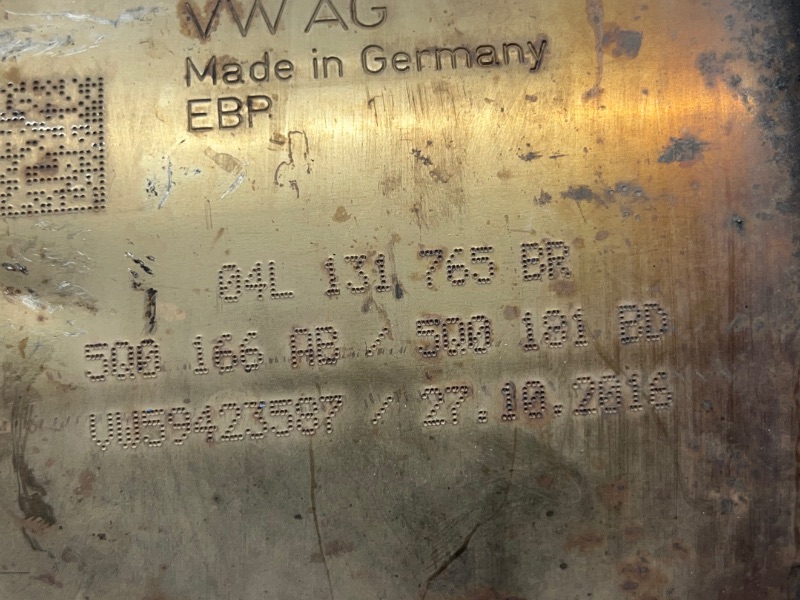 VW AG
Made in Germany
EBP
04L 131 765 BR
5Q0 166 AB / 5Q0 181 BD
VW59423587 / 27.10.2016